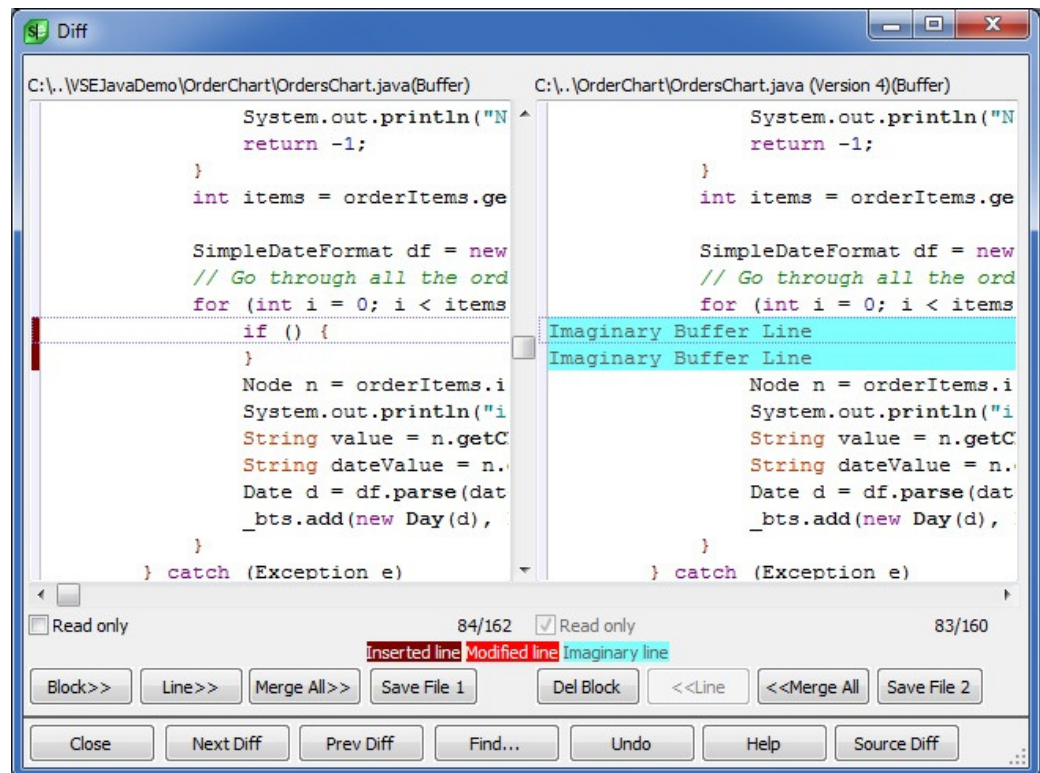 Diff
C:\..\VSEJavaDemo\OrderChart\OrdersChart.java(Buffer)
C:\..\OrderChart\OrdersChart.java (Version 4)(Buffer)
System.out.println("N
return -1;
}
int items = orderItems.ge
SimpleDateFormat df = new
// Go through all the ord
for (int i = 0; i < items
if () {
}
Node n = orderItems.i
System.out.println("i
String value = n.getC
String dateValue = n.
Date d = df.parse(dat
_bts.add(new Day(d),
}
} catch (Exception e)
System.out.println("N
return -1;
}
int items = orderItems.ge
SimpleDateFormat df = new
// Go through all the ord
for (int i = 0; i < items
Imaginary Buffer Line
Imaginary Buffer Line
Node n = orderItems.i
System.out.println("i
String value = n.getC
String dateValue = n.
Date d = df.parse(dat
_bts.add(new Day(d),
}
} catch (Exception e)
Read only 84/162
Read only 83/160
Inserted line Modified line Imaginary line
Block>> Line>> Merge All>> Save File 1 Del Block <<Line <<Merge All Save File 2
Close Next Diff Prev Diff Find... Undo Help Source Diff